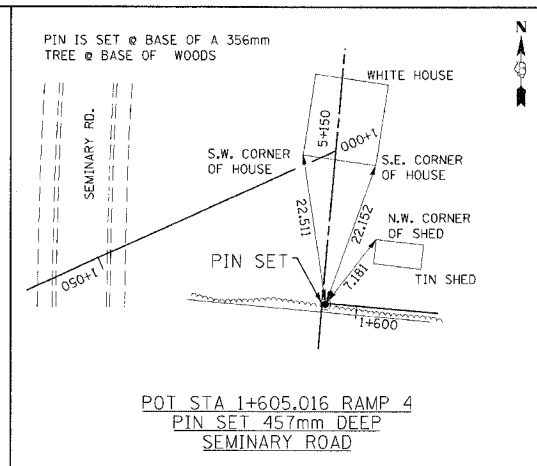 PIN IS SET @ BASE OF A 356mm
TREE @ BASE OF WOODS
N
WHITE HOUSE
SEMINARY RD.
5+150
1+000
S.W. CORNER
OF HOUSE
S.E. CORNER
OF HOUSE
22.511
22.152
N.W. CORNER
OF SHED
7.181
TIN SHED
PIN SET
1+050
1+600
POT STA 1+605.016 RAMP 4
PIN SET 457mm DEEP
SEMINARY ROAD